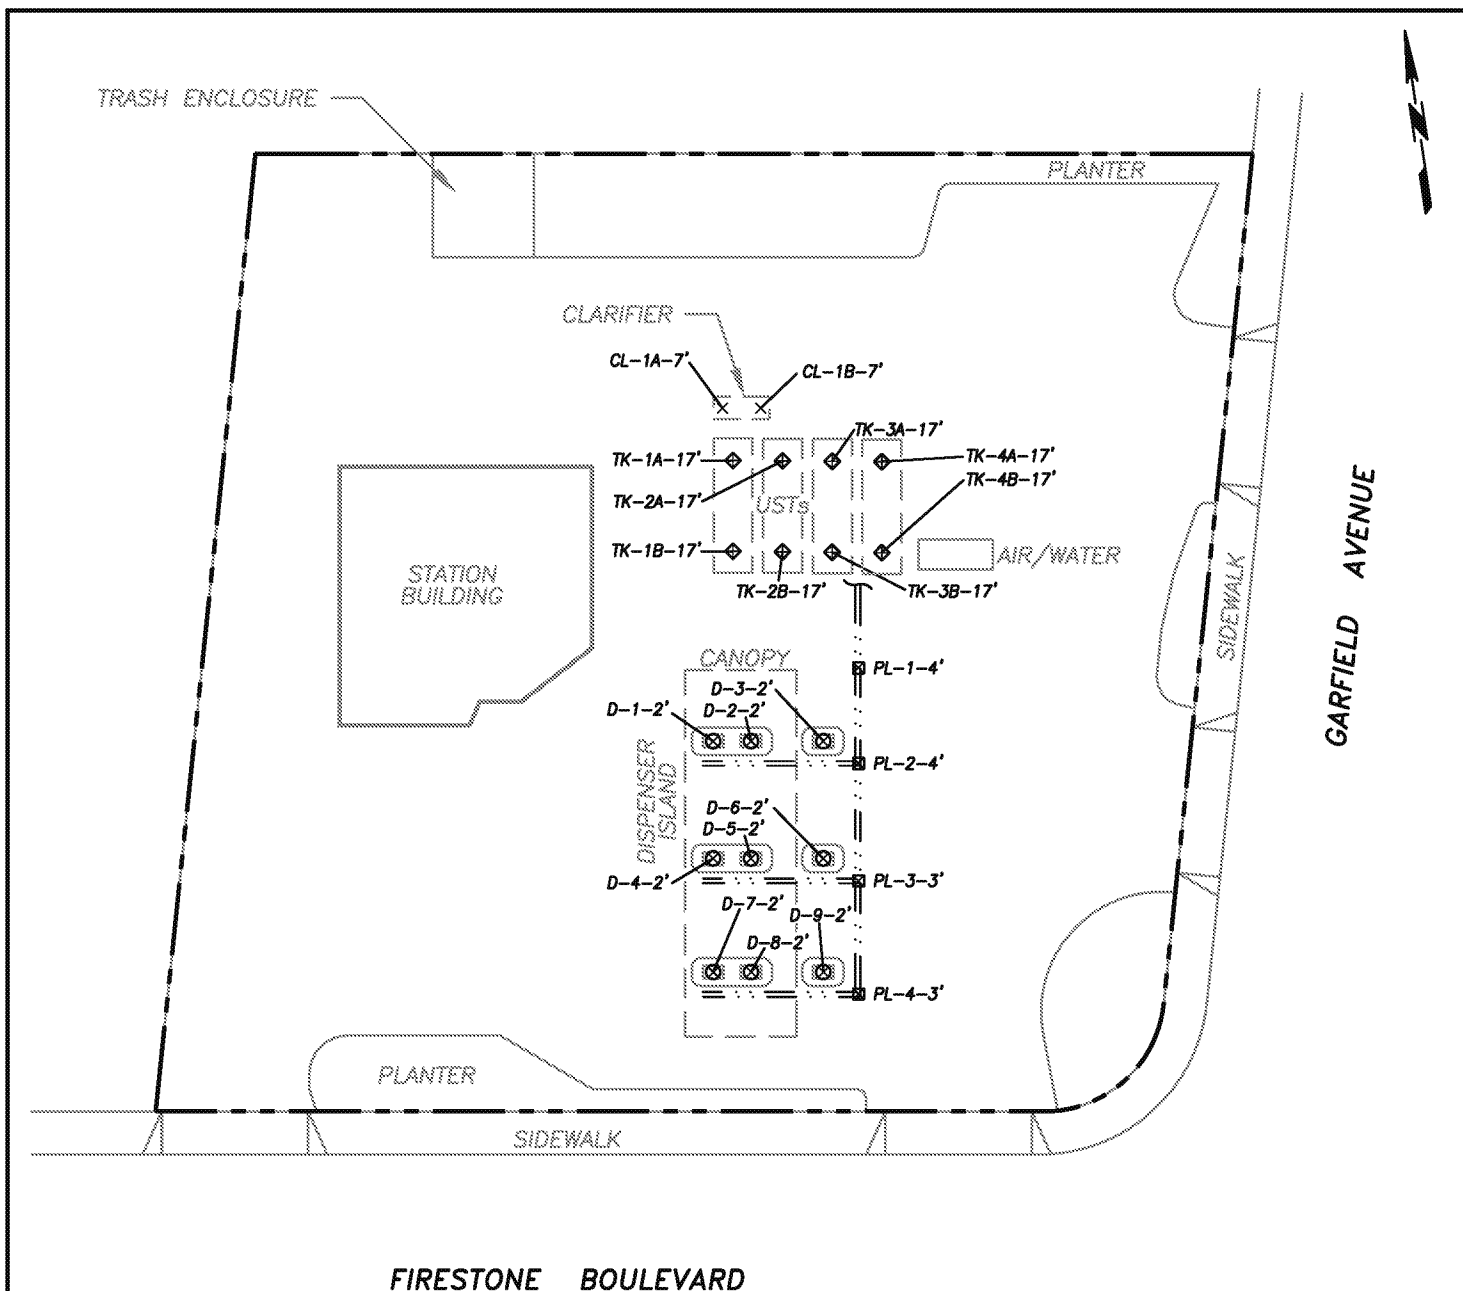 TRASH ENCLOSURE
PLANTER
CLARIFIER
CL-1A-7'
CL-1B-7'
TK-3A-17'
TK-1A-17'
TK-4A-17'
TK-4B-17'
TK-2A-17'
USTs
TK-1B-17'
AIR/WATER
STATION
BUILDING
TK-2B-17'
TK-3B-17'
SIDEWALK
GARFIELD AVENUE
CANOPY
PL-1-4'
D-3-2'
D-1-2'
D-2-2'
PL-2-4'
DISPENSER
ISLAND
D-6-2'
D-5-2'
D-4-2'
PL-3-3'
D-7-2'
D-9-2'
D-8-2'
PL-4-3'
PLANTER
SIDEWALK
FIRESTONE BOULEVARD
N